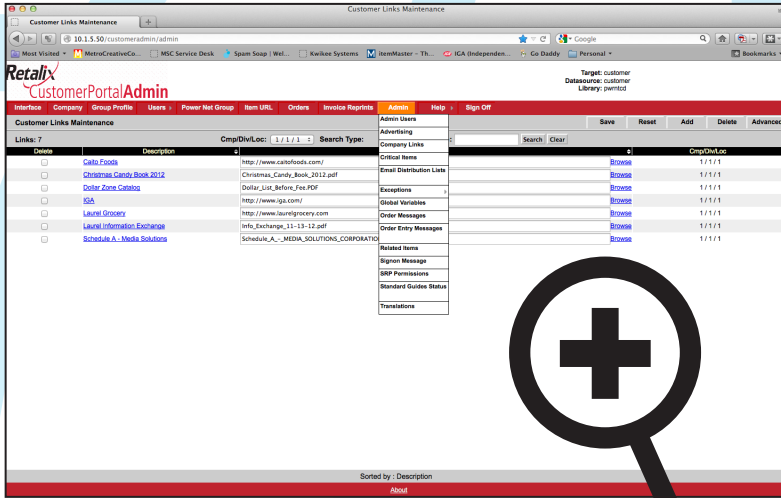 Customer Links Maintenance
Customer Links Maintenance
10.1.5.50/customeradmin/admin
Google
Most Visited MetroCreativeCo... MSC Service Desk Spam Soap | Wel... Kwikee Systems itemMaster – Th... IGA (Independen... Go Daddy Personal Bookmarks
Retalix
CustomerPortalAdmin
Target: customer
Datasource: customer
Library: pwrntcd
Interface Company Group Profile Users Power Net Group Item URL Orders Invoice Reprints Admin Help Sign Off
Customer Links Maintenance Save Reset Add Delete Advanced
Links: 7 Cmp/Div/Loc: 1 / 1 / 1 Search Type: : Search Clear
Delete Description Cmp/Div/Loc
Caito Foods http://www.caitofoods.com/ Browse 1 / 1 / 1
Christmas Candy Book 2012 Christmas_Candy_Book_2012.pdf Browse 1 / 1 / 1
Dollar Zone Catalog Dollar_List_Before_Fee.PDF Browse 1 / 1 / 1
IGA http://www.iga.com/ Browse 1 / 1 / 1
Laurel Grocery http://www.laurelgrocery.com Browse 1 / 1 / 1
Laurel Information Exchange Info_Exchange_11-13-12.pdf Browse 1 / 1 / 1
Schedule A - Media Solutions Schedule_A_-_MEDIA_SOLUTIONS_CORPORATIO Browse 1 / 1 / 1
Admin Users
Advertising
Company Links
Critical Items
Email Distribution Lists
Exceptions
Global Variables
Order Messages
Order Entry Messages
Related Items
Signon Message
SRP Permissions
Standard Guides Status
Translations
Sorted by : Description
About